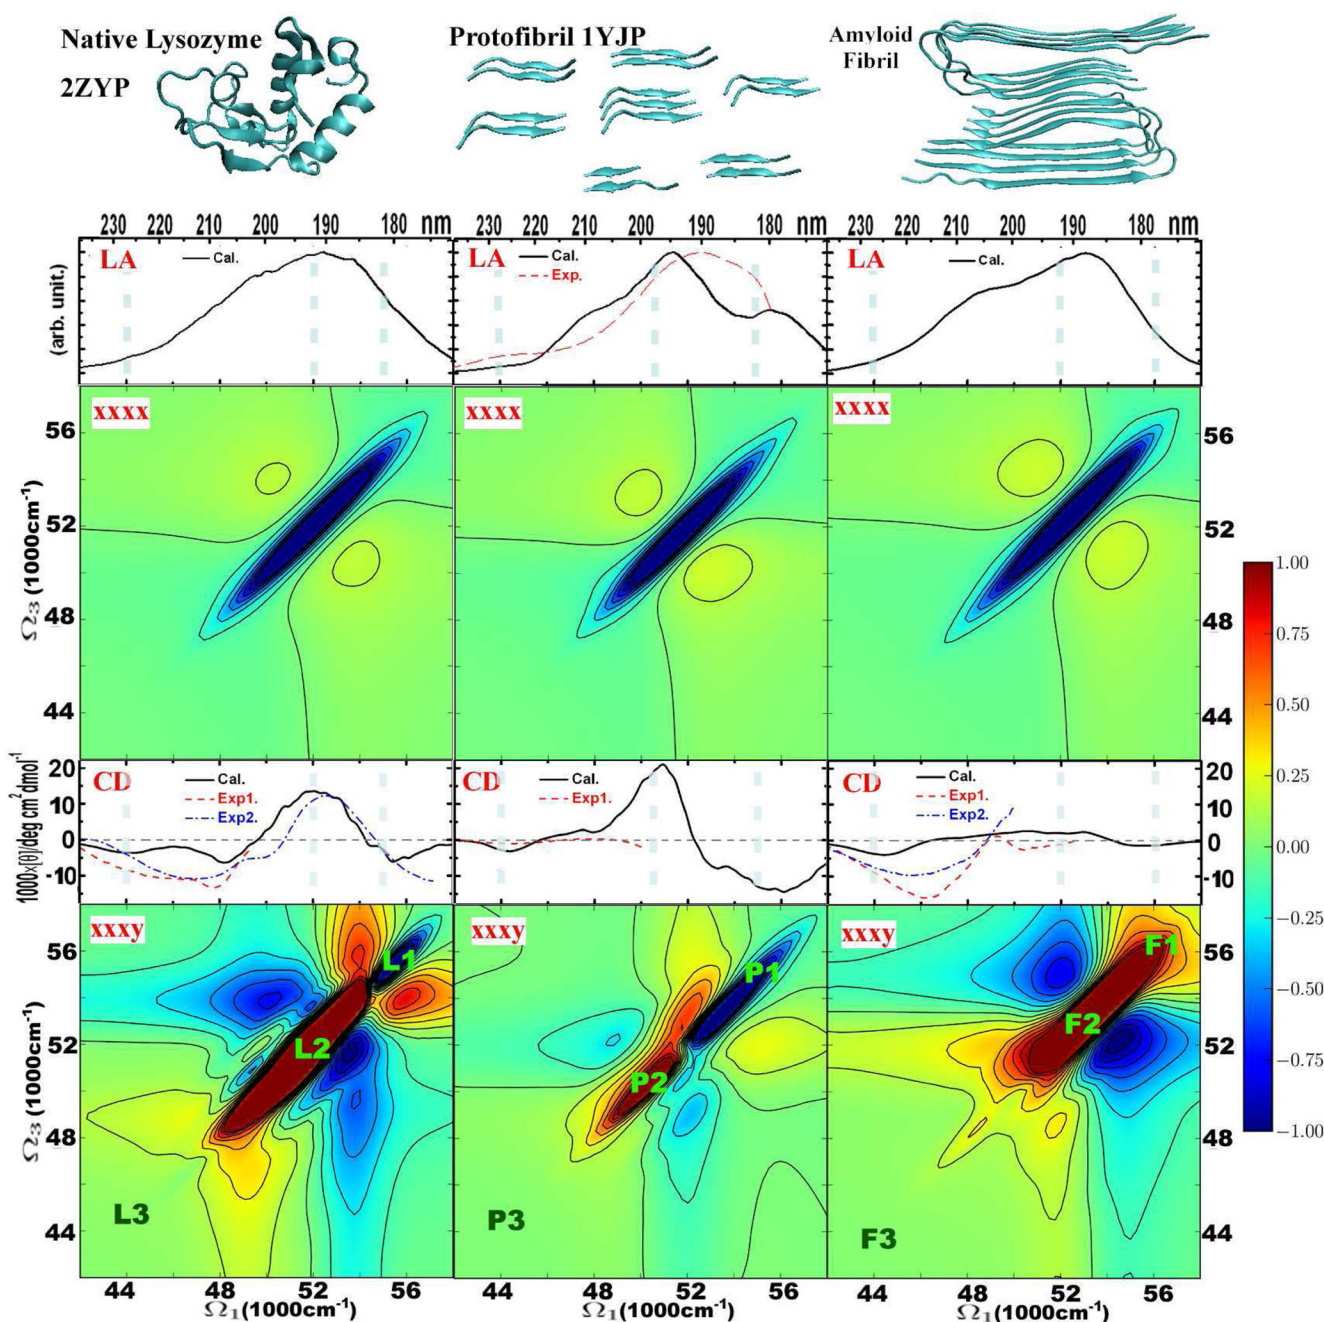 Native Lysozyme
2ZYP
Protofibril 1YJP
Amyloid
Fibril
230 220 210 200 190 180 nm
230 220 210 200 190 180 nm
230 220 210 200 190 180 nm
(arb. unit.)
LA
Cal.
LA
Cal.
Exp.
LA
Cal.
Ω3 (1000cm-1)
56
52
48
44
xxxx
xxxx
xxxx
56
52
48
44
1000×[θ]/deg cm2dmol-1
20
10
0
-10
CD
Cal.
Exp1.
Exp2.
CD
Cal.
Exp1.
CD
Cal.
Exp1.
Exp2.
20
10
0
-10
Ω3 (1000cm-1)
56
52
48
44
xxxy
L1
L2
L3
xxxy
P1
P2
P3
xxxy
F1
F2
F3
56
52
48
44
44 48 52 56
Ω1(1000cm-1)
44 48 52 56
Ω1(1000cm-1)
44 48 52 56
Ω1(1000cm-1)
1.00
0.75
0.50
0.25
0.00
−0.25
−0.50
−0.75
−1.00